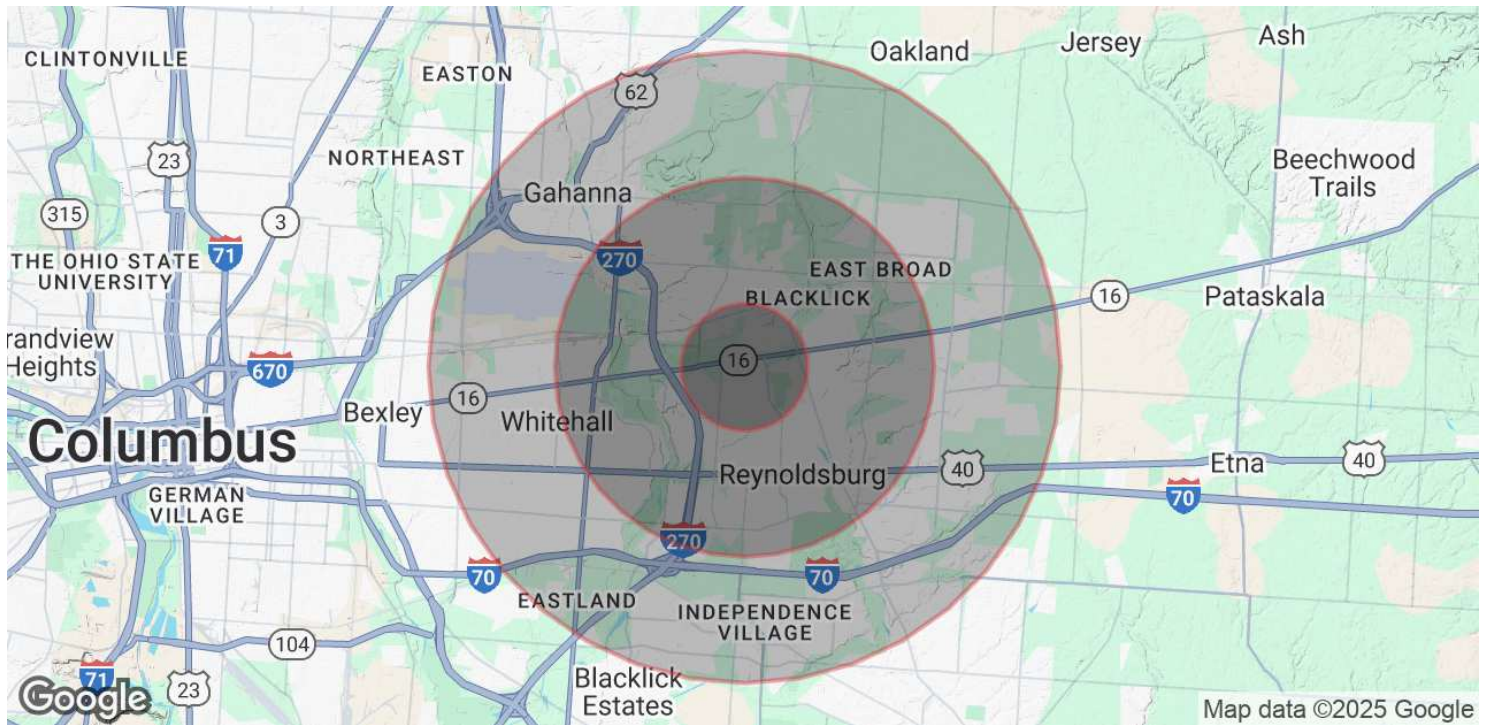 Oakland
Jersey
Ash
CLINTONVILLE
EASTON
62
23
NORTHEAST
Beechwood
Trails
Gahanna
315
3
THE OHIO STATE
UNIVERSITY
71
270
EAST BROAD
BLACKLICK
16
Pataskala
randview
Heights
670
16
16
Bexley
Whitehall
Columbus
Reynoldsburg
40
Etna
40
GERMAN
VILLAGE
70
270
70
70
EASTLAND
INDEPENDENCE
VILLAGE
104
71
23
Blacklick
Estates
Google
Map data ©2025 Google